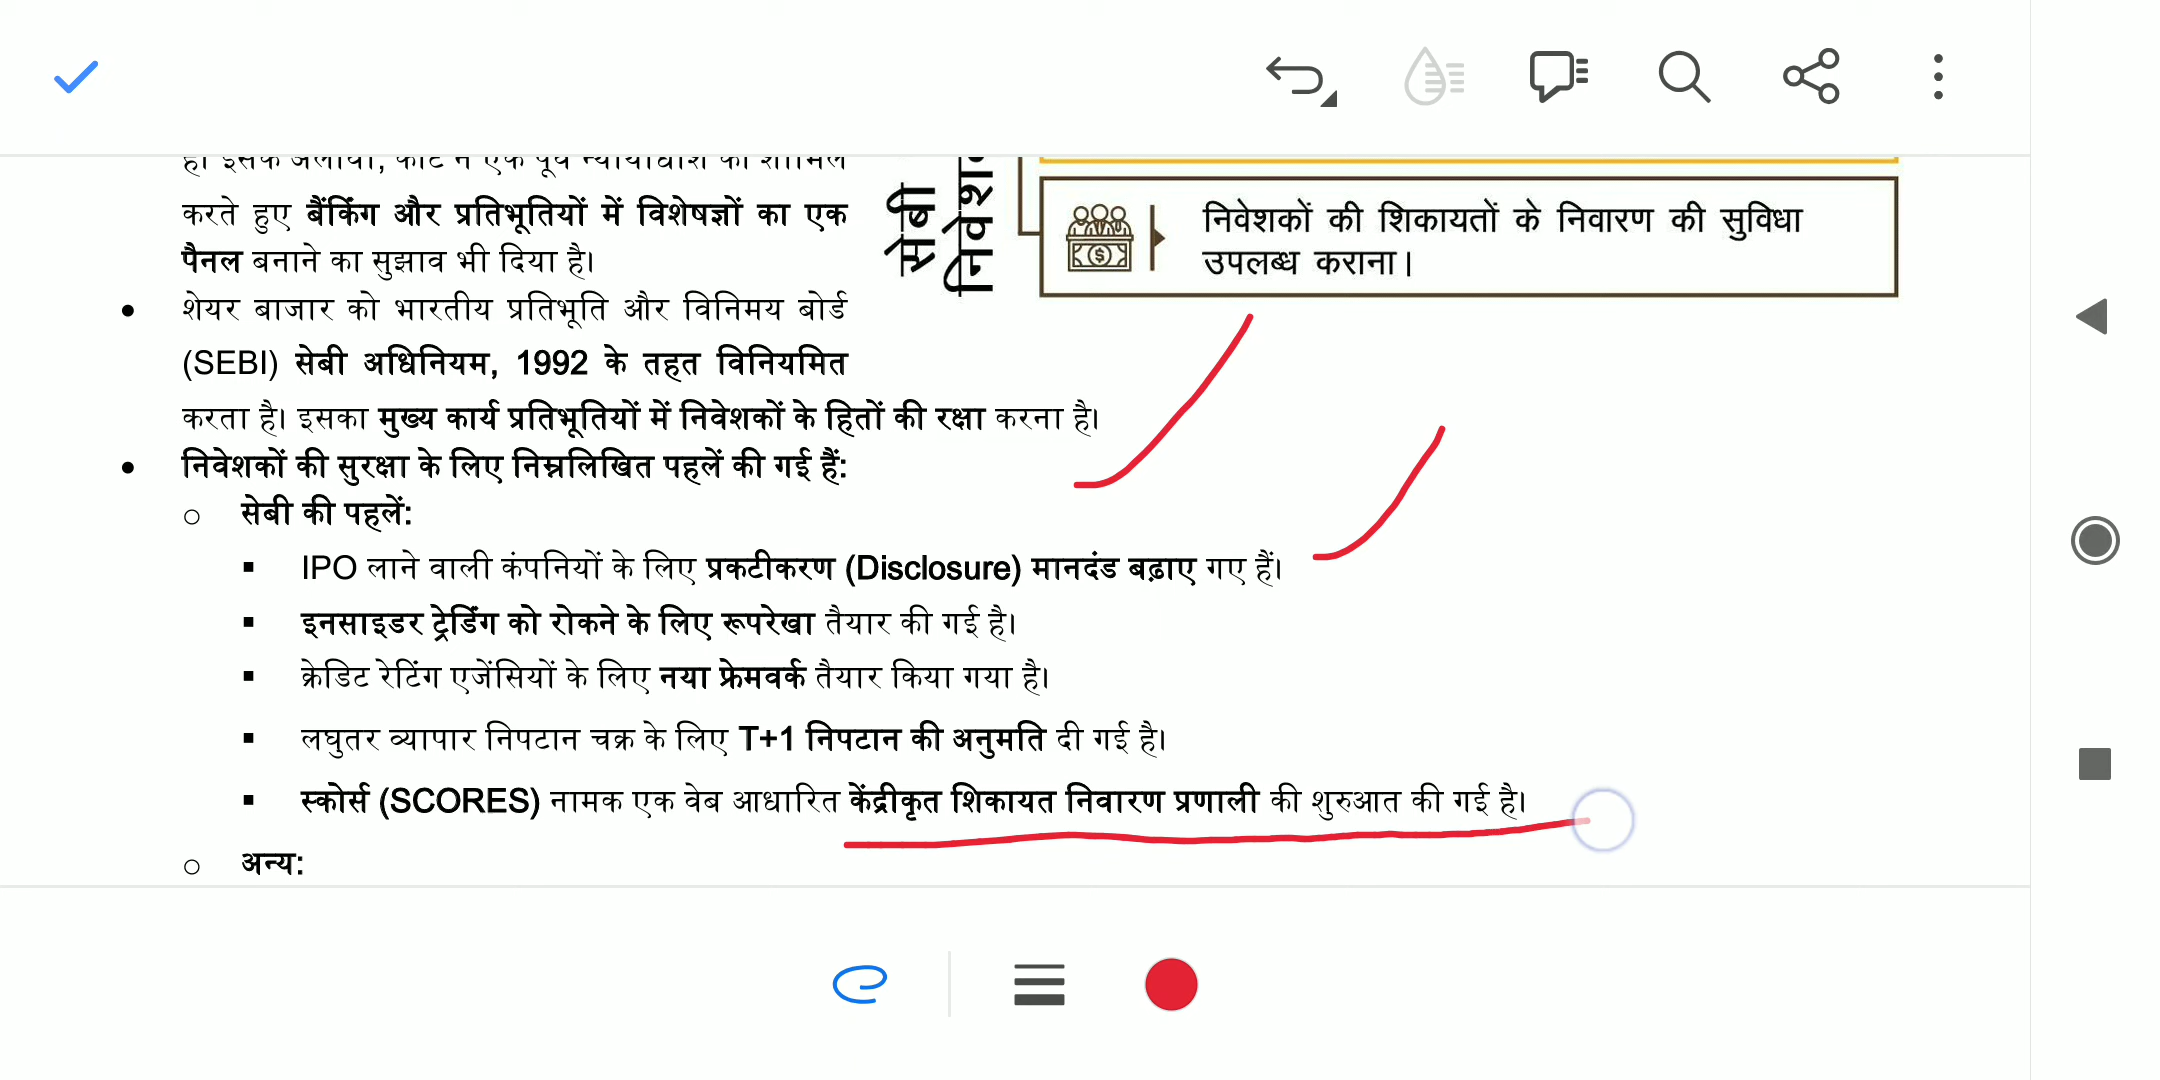 है। इसके अलावा, कोर्ट ने एक पूर्व न्यायाधीश को शामिल
करते हुए बैंकिंग और प्रतिभूतियों में विशेषज्ञों का एक
पैनल बनाने का सुझाव भी दिया है।
सेबी
निवेश
निवेशकों की शिकायतों के निवारण की सुविधा
उपलब्ध कराना।
• शेयर बाजार को भारतीय प्रतिभूति और विनिमय बोर्ड
(SEBI) सेबी अधिनियम, 1992 के तहत विनियमित
करता है। इसका मुख्य कार्य प्रतिभूतियों में निवेशकों के हितों की रक्षा करना है।
• निवेशकों की सुरक्षा के लिए निम्नलिखित पहलें की गई हैं:
o सेबी की पहलें:
▪ IPO लाने वाली कंपनियों के लिए प्रकटीकरण (Disclosure) मानदंड बढ़ाए गए हैं।
▪ इनसाइडर ट्रेडिंग को रोकने के लिए रूपरेखा तैयार की गई है।
▪ क्रेडिट रेटिंग एजेंसियों के लिए नया फ्रेमवर्क तैयार किया गया है।
▪ लघुतर व्यापार निपटान चक्र के लिए T+1 निपटान की अनुमति दी गई है।
▪ स्कोर्स (SCORES) नामक एक वेब आधारित केंद्रीकृत शिकायत निवारण प्रणाली की शुरुआत की गई है।
o अन्य: